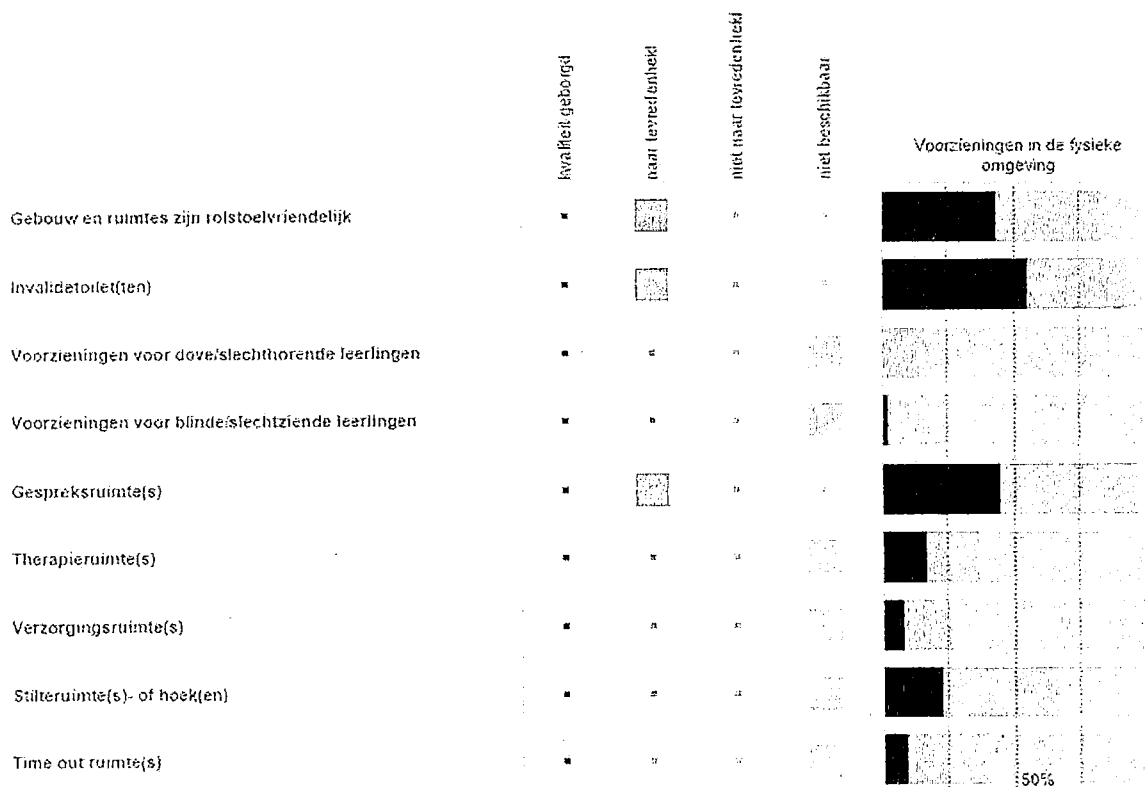 kwaliteit geborgd
naar tevredenheid
niet naar tevredenheid
niet beschikbaar
Voorzieningen in de fysieke
omgeving
Gebouw en ruimtes zijn rolstoelvriendelijk
Invalidetoilet(ten)
Voorzieningen voor dove/slechthorende leerlingen
Voorzieningen voor blinde/slechtziende leerlingen
Gespreksruimte(s)
Therapieruimte(s)
Verzorgingsruimte(s)
Stilteruimte(s)- of hoek(en)
Time out ruimte(s)
50%